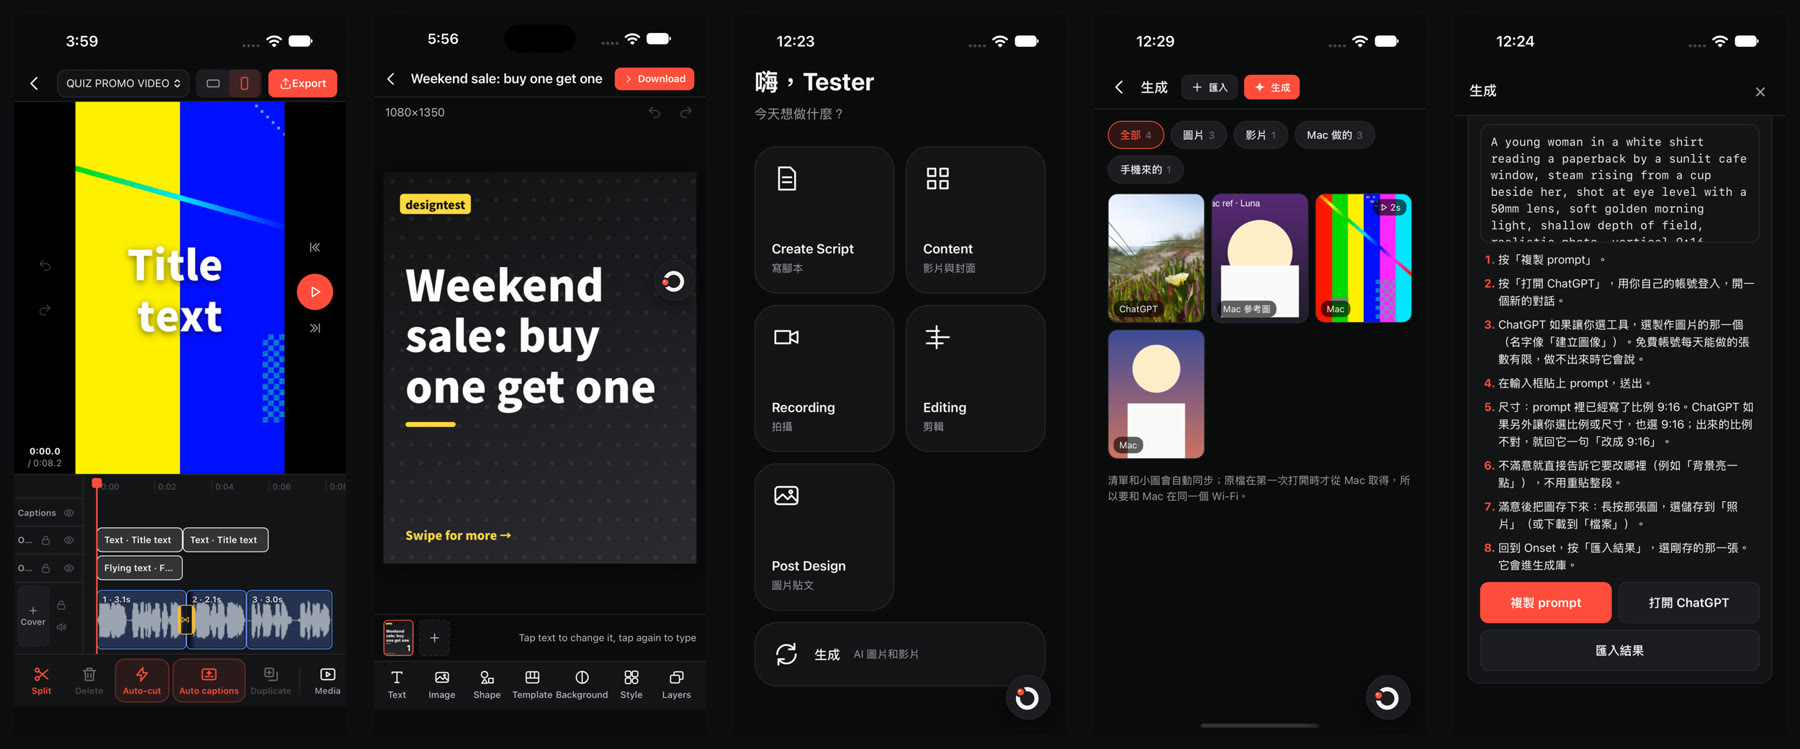 3:59
QUIZ PROMO VIDEO
Export
Title
text
0:00.0
/ 0:08.2
0:00
0:02
0:04
0:06
Captions
O...
Text · Title text
Text · Title text
O...
Flying text · F...
Cover
1 · 3.1s
2 · 2.1s
3 · 3.0s
Split
Delete
Auto-cut
Auto captions
Duplicate
Media
5:56
Weekend sale: buy one get one
Download
1080×1350
designtest
Weekend
sale: buy
one get one
Swipe for more →
Weekend
sale: buy
one get one
1
Tap text to change it, tap again to type
Text
Image
Shape
Template
Background
Style
Layers
12:23
嗨，Tester
今天想做什麼？
Create Script
寫腳本
Content
影片與封面
Recording
拍攝
Editing
剪輯
Post Design
圖片貼文
生成
AI 圖片和影片
12:29
生成
匯入
生成
全部 4
圖片 3
影片 1
Mac 做的 3
手機來的 1
ChatGPT
ac ref · Luna
Mac 參考圖
2s
Mac
Mac
清單和小圖會自動同步；原檔在第一次打開時才從 Mac 取得，所
以要和 Mac 在同一個 Wi-Fi。
12:24
生成
A young woman in a white shirt
reading a paperback by a sunlit cafe
window, steam rising from a cup
beside her, shot at eye level with a
50mm lens, soft golden morning
light, shallow depth of field,
realistic photo, vertical 9:16
1. 按「複製 prompt」。
2. 按「打開 ChatGPT」，用你自己的帳號登入，開一
個新的對話。
3. ChatGPT 如果讓你選工具，選製作圖片的那一個
（名字像「建立圖像」）。免費帳號每天能做的張
數有限，做不出來時它會說。
4. 在輸入框貼上 prompt，送出。
5. 尺寸：prompt 裡已經寫了比例 9:16。ChatGPT 如
果另外讓你選比例或尺寸，也選 9:16；出來的比例
不對，就回它一句「改成 9:16」。
6. 不滿意就直接告訴它要改哪裡（例如「背景亮一
點」），不用重貼整段。
7. 滿意後把圖存下來：長按那張圖，選儲存到「照
片」（或下載到「檔案」）。
8. 回到 Onset，按「匯入結果」，選剛存的那一張。
它會進生成庫。
複製 prompt
打開 ChatGPT
匯入結果